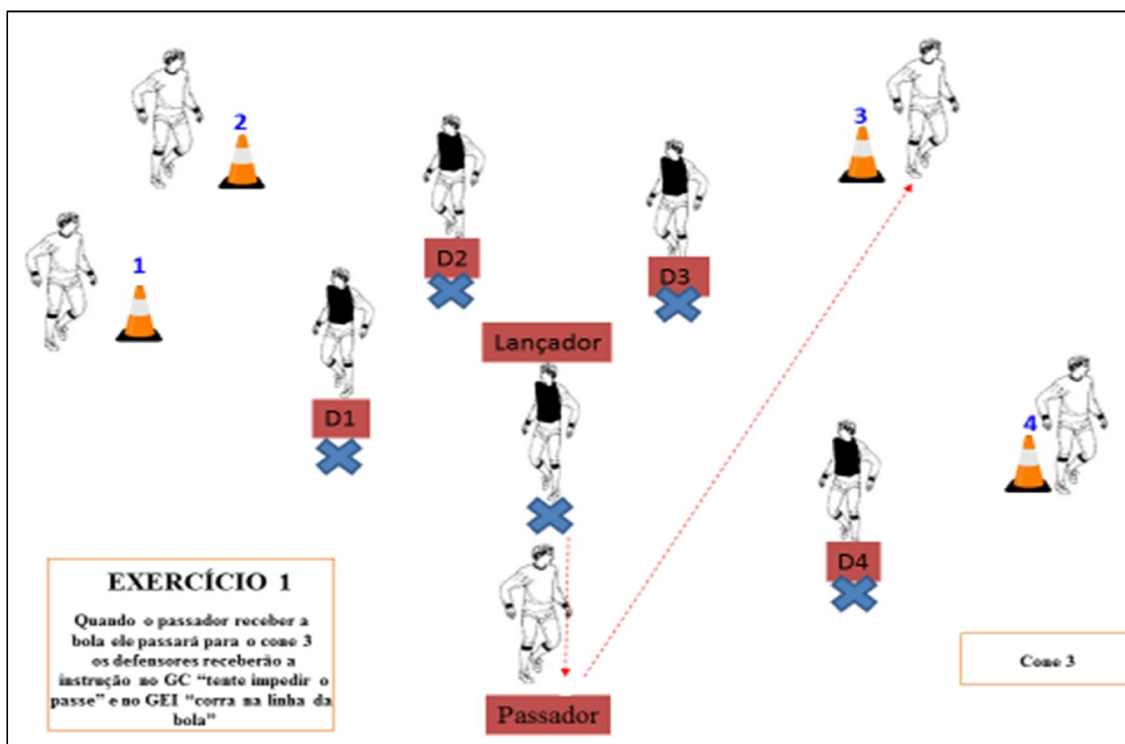 2
3
1
D2
D3
Lançador
D1
4
D4
EXERCÍCIO 1
Quando o passador receber a
bola ele passará para o cone 3
os defensores receberão a
instrução no GC “tente impedir o
passe” e no GEI “corra na linha da
bola”
Cone 3
Passador